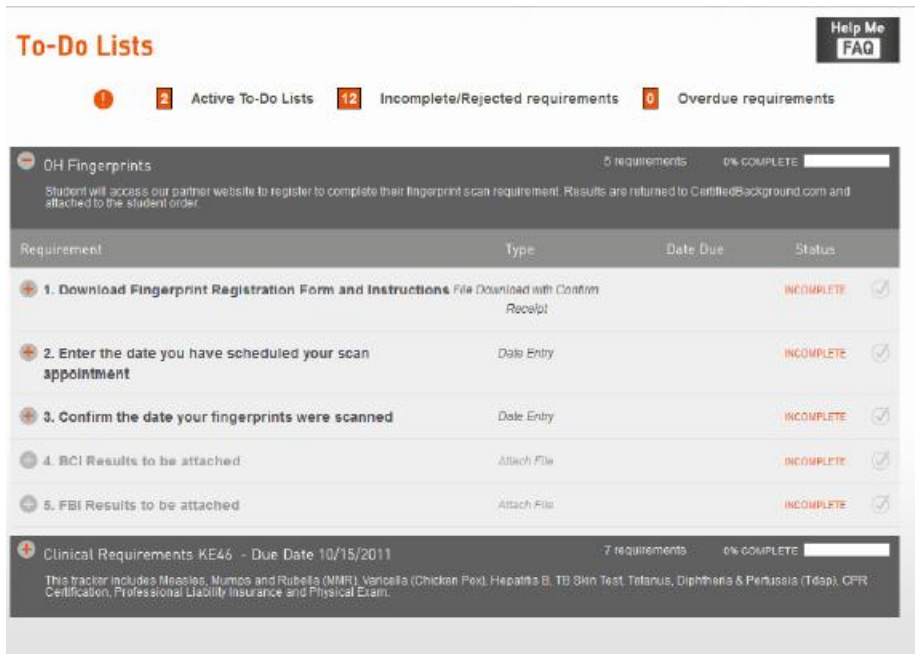 To-Do Lists
Help Me
FAQ
! 2 Active To-Do Lists 12 Incomplete/Rejected requirements 0 Overdue requirements
OH Fingerprints 5 requirements 0% COMPLETE
Student will access our partner website to register to complete their fingerprint scan requirement. Results are returned to CertifiedBackground.com and
attached to the student order.
Requirement Type Date Due Status
1. Download Fingerprint Registration Form and Instructions File Download with Confirm INCOMPLETE
Receipt
2. Enter the date you have scheduled your scan Date Entry INCOMPLETE
appointment
3. Confirm the date your fingerprints were scanned Date Entry INCOMPLETE
4. BCI Results to be attached Attach File INCOMPLETE
5. FBI Results to be attached Attach File INCOMPLETE
Clinical Requirements KE46 - Due Date 10/15/2011 7 requirements 0% COMPLETE
This tracker includes Measles, Mumps and Rubella (MMR), Varicella (Chicken Pox), Hepatitis B, TB Skin Test, Tetanus, Diphtheria & Pertussis (Tdap), CPR
Certification, Professional Liability Insurance and Physical Exam.